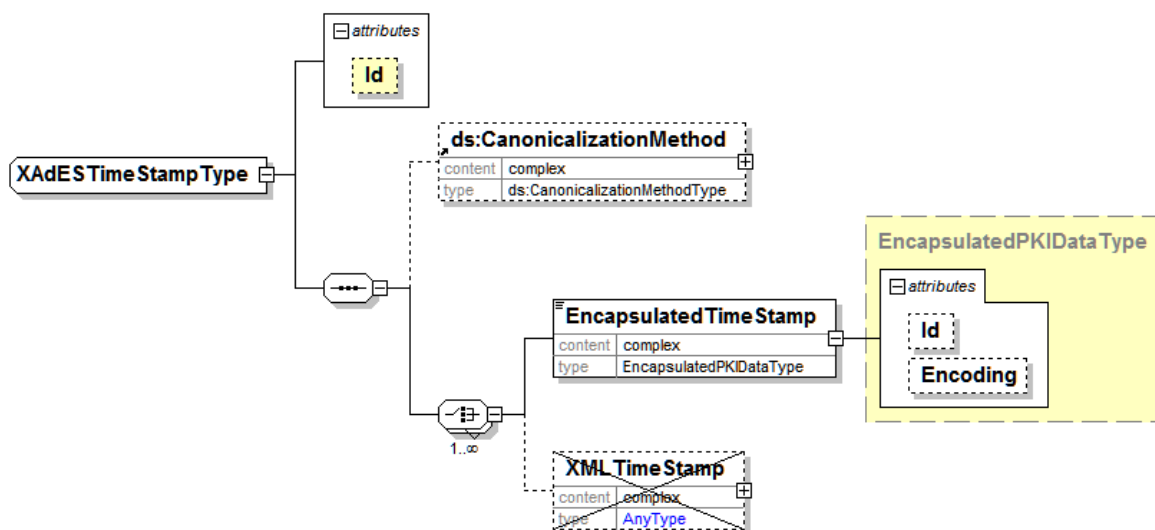 attributes
Id
XAdESTimeStampType
ds:CanonicalizationMethod
content complex
type ds:CanonicalizationMethodType
EncapsulatedPKIDataType
attributes
Id
Encoding
EncapsulatedTimeStamp
content complex
type EncapsulatedPKIDataType
1..∞
XMLTimeStamp
content complex
type AnyType